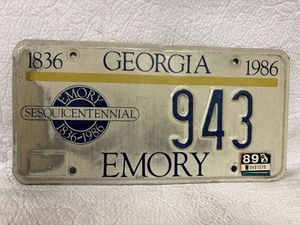 1836 GEORGIA 1986
EMORY
SESQUICENTENNIAL
1836-1986
943
89
EMORY